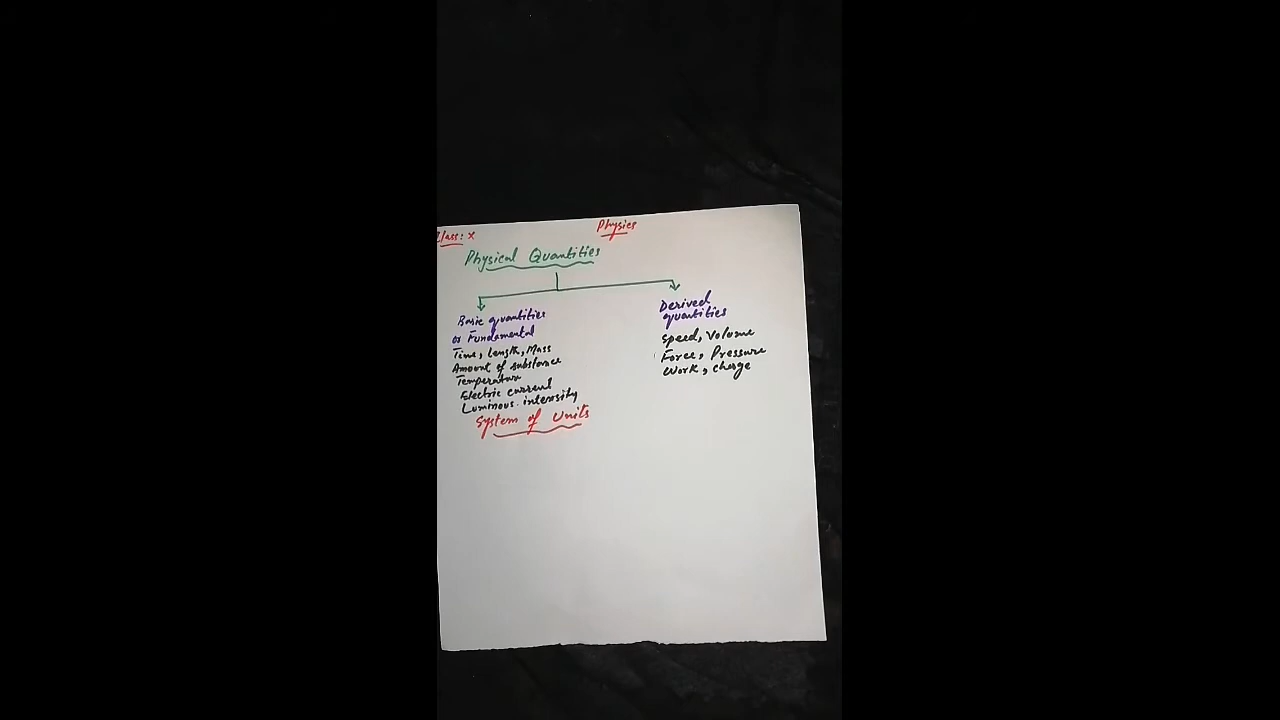 Class: X
Physics
Physical Quantities
Basic quantities
or Fundamental
Time, Length, Mass
Amount of substance
Temperature
Electric current
Luminous intensity
Derived
quantities
Speed, Volume
Force, Pressure
Work, charge
System of Units